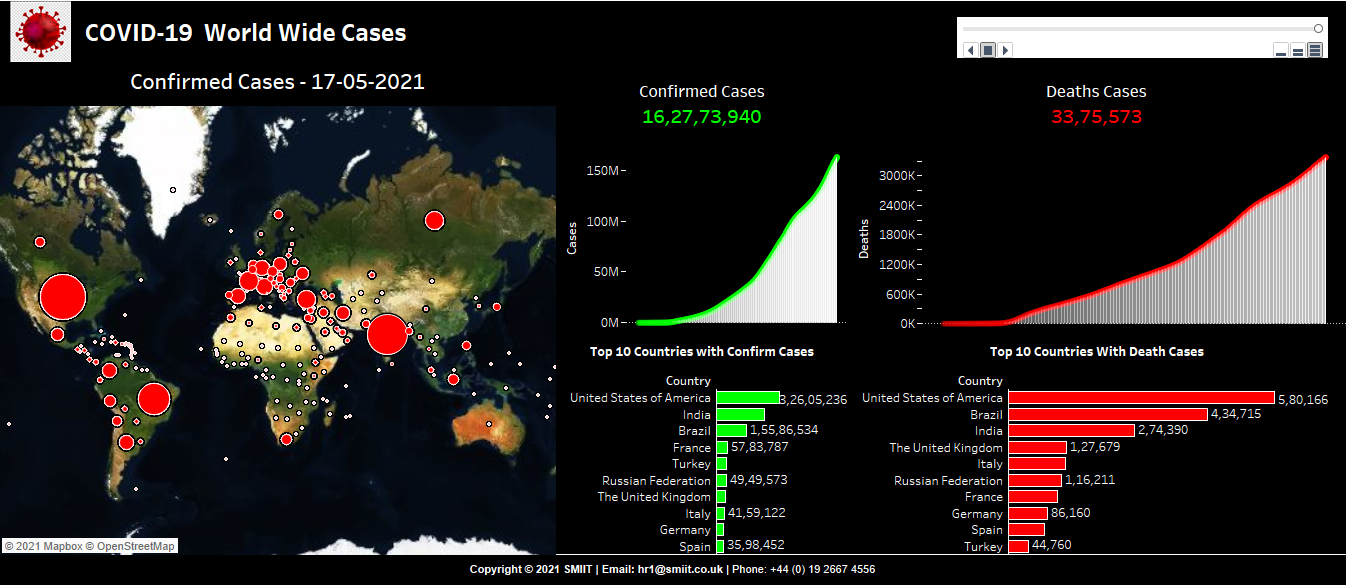 COVID-19 World Wide Cases
Confirmed Cases - 17-05-2021
Confirmed Cases
16,27,73,940
Deaths Cases
33,75,573
150M
100M
50M
0M
Cases
3000K
2400K
1800K
1200K
600K
0K
Deaths
Top 10 Countries with Confirm Cases
Country
United States of America 3,26,05,236
India
Brazil 1,55,86,534
France 57,83,787
Turkey
Russian Federation 49,49,573
The United Kingdom
Italy 41,59,122
Germany
Spain 35,98,452
Top 10 Countries With Death Cases
Country
United States of America 5,80,166
Brazil 4,34,715
India 2,74,390
The United Kingdom 1,27,679
Italy
Russian Federation 1,16,211
France
Germany 86,160
Spain
Turkey 44,760
© 2021 Mapbox © OpenStreetMap
Copyright © 2021 SMIIT | Email: hr1@smiit.co.uk | Phone: +44 (0) 19 2667 4556